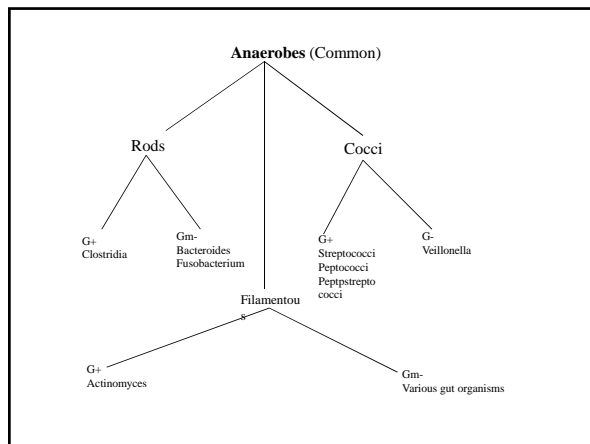 Anaerobes (Common)
Rods
Cocci
G+
Clostridia
Gm-
Bacteroides
Fusobacterium
G+
Streptococci
Peptococci
Peptpstrepto
cocci
G-
Veillonella
Filamentou
s
G+
Actinomyces
Gm-
Various gut organisms